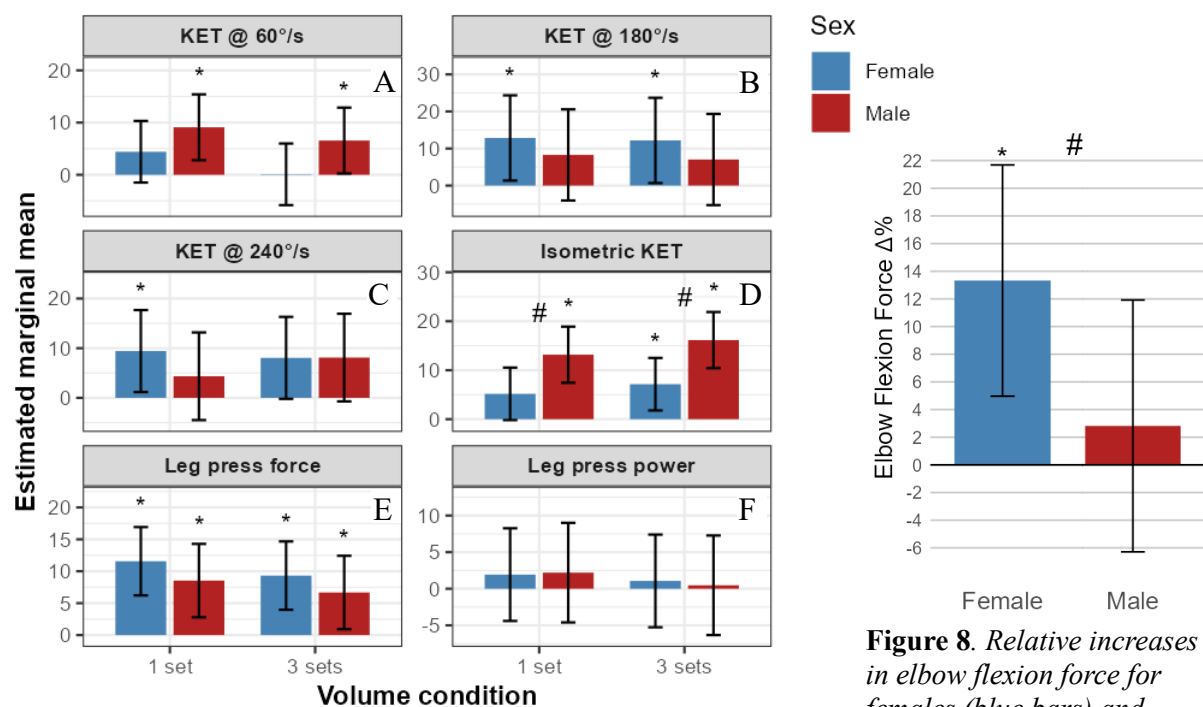 KET @ 60°/s
20
10
0
A
*
*
KET @ 180°/s
30
20
10
0
B
*
*
KET @ 240°/s
20
10
0
C
*
Isometric KET
30
20
10
0
D
# *
*
# *
Leg press force
20
15
10
5
0
E
*
*
*
*
Leg press power
10
5
0
-5
F
1 set
3 sets
1 set
3 sets
Estimated marginal mean
Volume condition
Sex
Female
Male
* #
Elbow Flexion Force Δ%
22
20
18
16
14
12
10
8
6
4
2
0
-2
-4
-6
Female
Male
Figure 8. Relative increases
in elbow flexion force for
females (blue bars) and